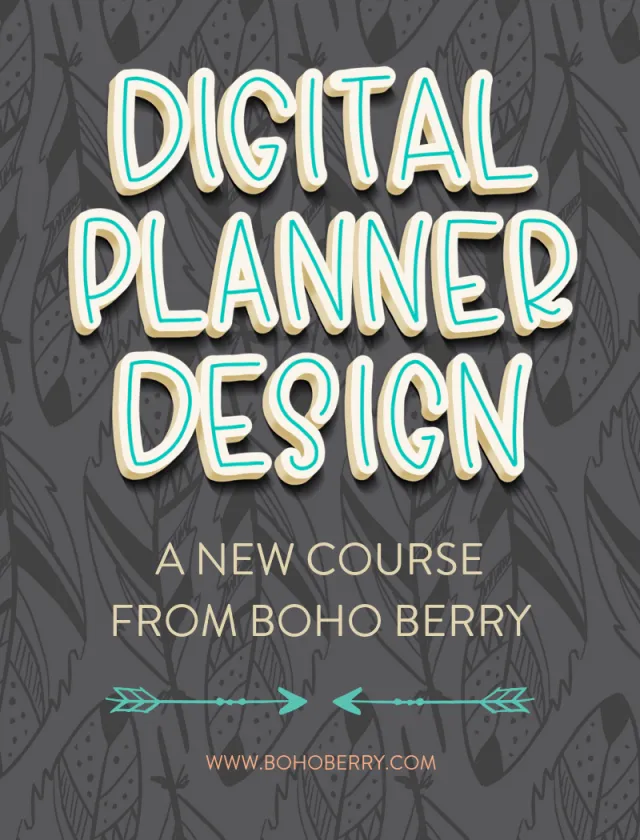 DIGITAL
PLANNER
DESIGN
A NEW COURSE
FROM BOHO BERRY
WWW.BOHOBERRY.COM